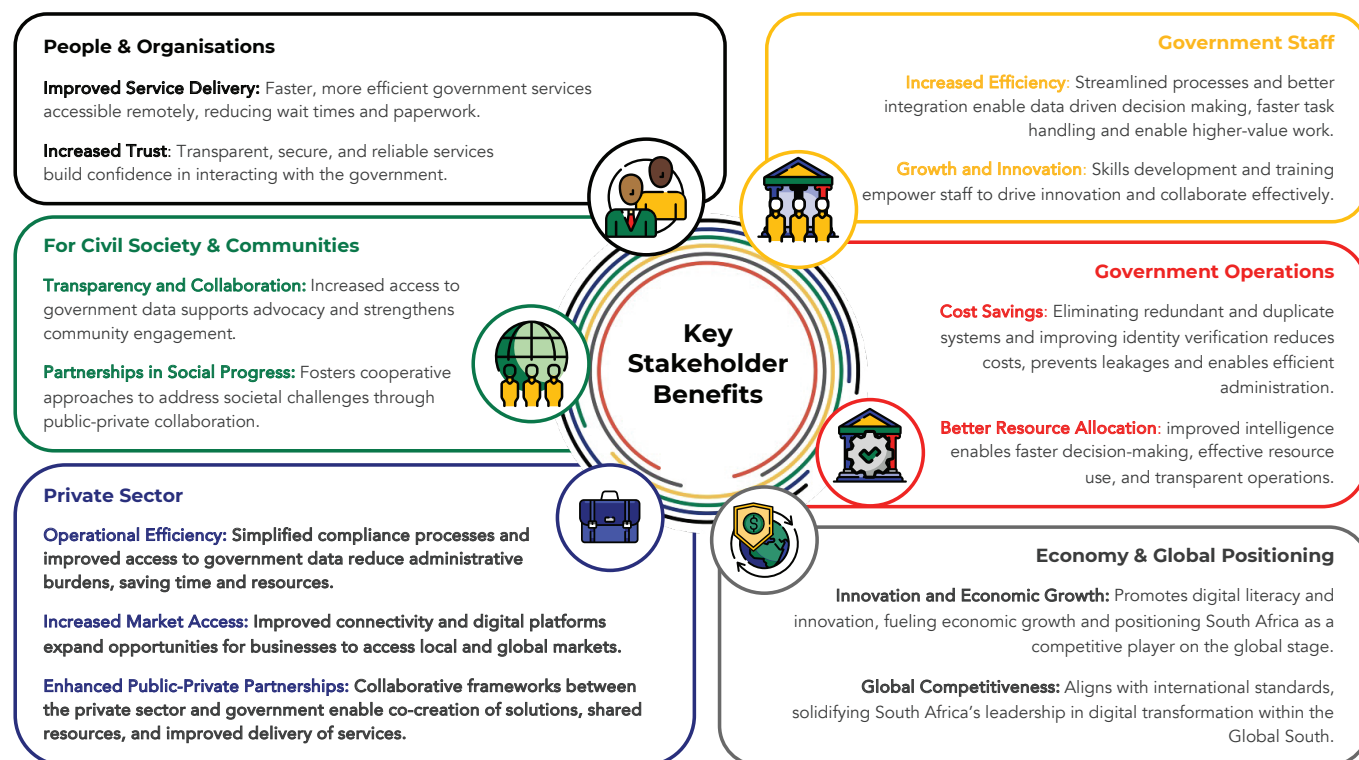 People & Organisations
Improved Service Delivery: Faster, more efficient government services
accessible remotely, reducing wait times and paperwork.
Increased Trust: Transparent, secure, and reliable services
build confidence in interacting with the government.
For Civil Society & Communities
Transparency and Collaboration: Increased access to
government data supports advocacy and strengthens
community engagement.
Partnerships in Social Progress: Fosters cooperative
approaches to address societal challenges through
public-private collaboration.
Private Sector
Operational Efficiency: Simplified compliance processes and
improved access to government data reduce administrative
burdens, saving time and resources.
Increased Market Access: Improved connectivity and digital platforms
expand opportunities for businesses to access local and global markets.
Enhanced Public-Private Partnerships: Collaborative frameworks between
the private sector and government enable co-creation of solutions, shared
resources, and improved delivery of services.
Key
Stakeholder
Benefits
Government Staff
Increased Efficiency: Streamlined processes and better
integration enable data driven decision making, faster task
handling and enable higher-value work.
Growth and Innovation: Skills development and training
empower staff to drive innovation and collaborate effectively.
Government Operations
Cost Savings: Eliminating redundant and duplicate
systems and improving identity verification reduces
costs, prevents leakages and enables efficient
administration.
Better Resource Allocation: improved intelligence
enables faster decision-making, effective resource
use, and transparent operations.
$
Economy & Global Positioning
Innovation and Economic Growth: Promotes digital literacy and
innovation, fueling economic growth and positioning South Africa as a
competitive player on the global stage.
Global Competitiveness: Aligns with international standards,
solidifying South Africa’s leadership in digital transformation within the
Global South.